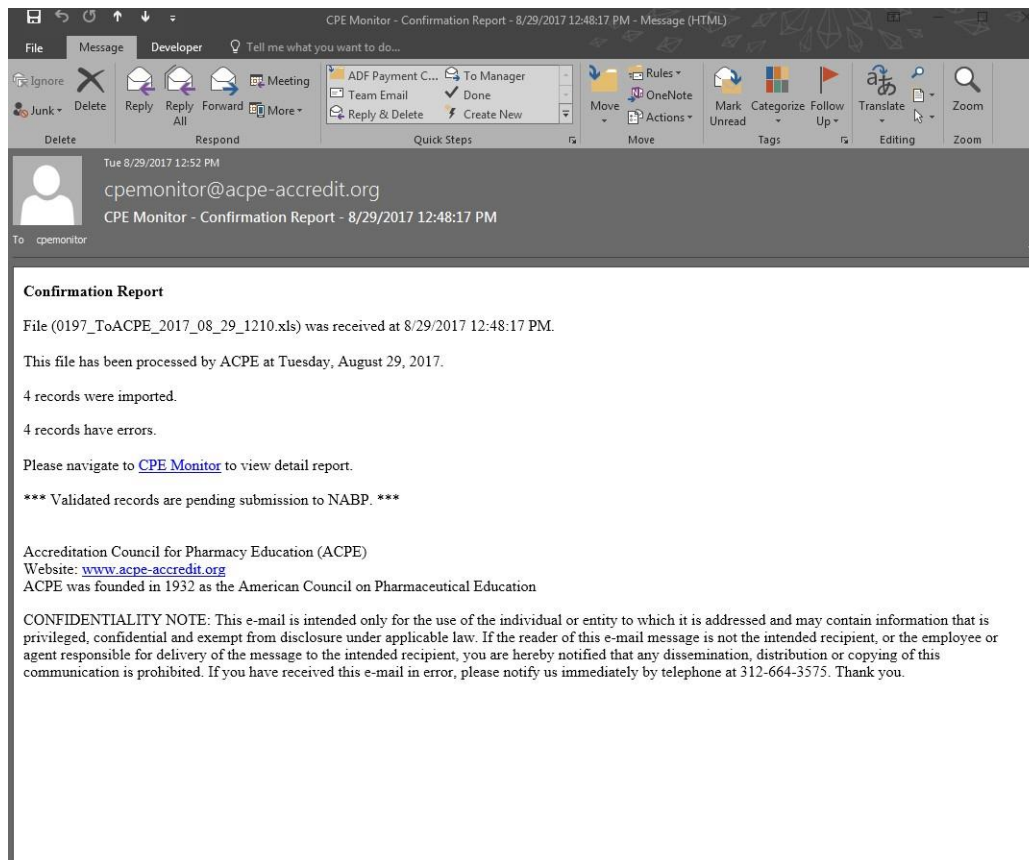 CPE Monitor - Confirmation Report - 8/29/2017 12:48:17 PM - Message (HTML)
File Message Developer Tell me what you want to do...
Ignore
Junk
Delete
Reply
Reply All
Forward
Meeting
More
ADF Payment C...
Team Email
Reply & Delete
To Manager
Done
Create New
Move
Rules
OneNote
Actions
Mark Unread
Categorize
Follow Up
Translate
Zoom
Delete Respond Quick Steps Move Tags Editing Zoom
Tue 8/29/2017 12:52 PM
cpemonitor@acpe-accredit.org
CPE Monitor - Confirmation Report - 8/29/2017 12:48:17 PM
To cpemonitor
Confirmation Report
File (0197_ToACPE_2017_08_29_1210.xls) was received at 8/29/2017 12:48:17 PM.
This file has been processed by ACPE at Tuesday, August 29, 2017.
4 records were imported.
4 records have errors.
Please navigate to CPE Monitor to view detail report.
*** Validated records are pending submission to NABP. ***
Accreditation Council for Pharmacy Education (ACPE)
Website: www.acpe-accredit.org
ACPE was founded in 1932 as the American Council on Pharmaceutical Education
CONFIDENTIALITY NOTE: This e-mail is intended only for the use of the individual or entity to which it is addressed and may contain information that is
privileged, confidential and exempt from disclosure under applicable law. If the reader of this e-mail message is not the intended recipient, or the employee or
agent responsible for delivery of the message to the intended recipient, you are hereby notified that any dissemination, distribution or copying of this
communication is prohibited. If you have received this e-mail in error, please notify us immediately by telephone at 312-664-3575. Thank you.